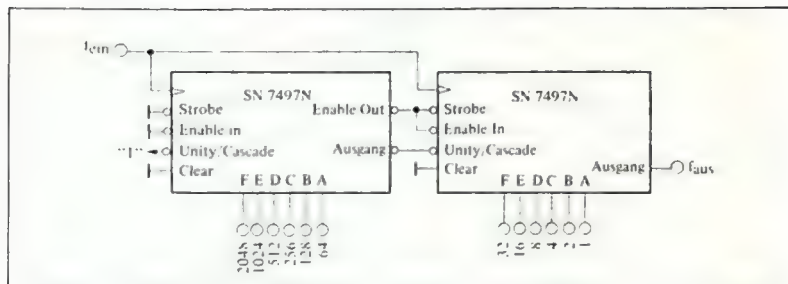 fein
SN 7497N
Strobe
Enable in
Unity/Cascade
Clear
Enable Out
Ausgang
F E D C B A
2048 1024 512 256 128 64
SN 7497N
Strobe
Enable In
Unity/Cascade
Clear
Ausgang
faus
F E D C B A
32 16 8 4 2 1